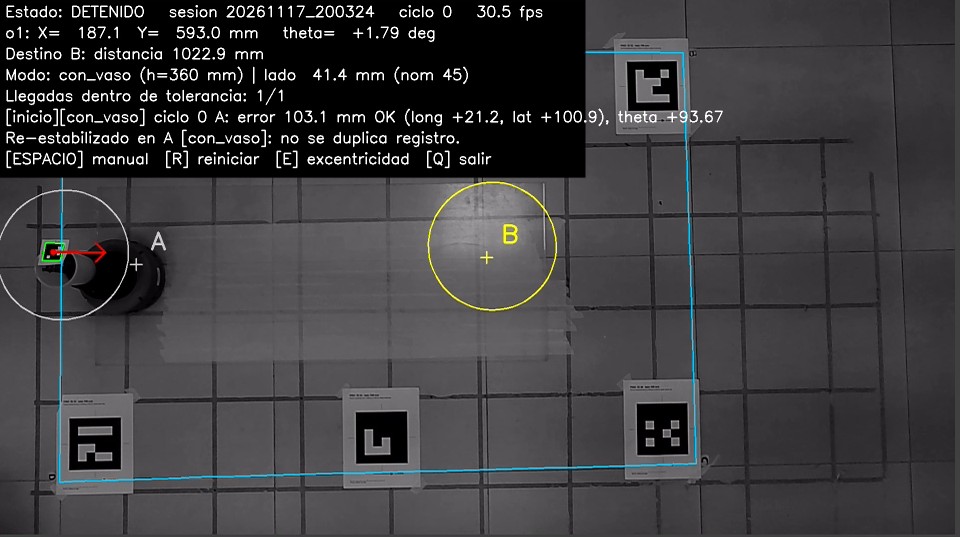 Estado: DETENIDO sesion 20261117_200324 ciclo 0 30.5 fps
o1: X= 187.1 Y= 593.0 mm theta= +1.79 deg
Destino B: distancia 1022.9 mm
Modo: con_vaso (h=360 mm) | lado 41.4 mm (nom 45)
Llegadas dentro de tolerancia: 1/1
[inicio][con_vaso] ciclo 0 A: error 103.1 mm OK (long +21.2, lat +100.9), theta +93.67
Re-estabilizado en A [con_vaso]: no se duplica registro.
[ESPACIO] manual [R] reiniciar [E] excentricidad [Q] salir
A
B